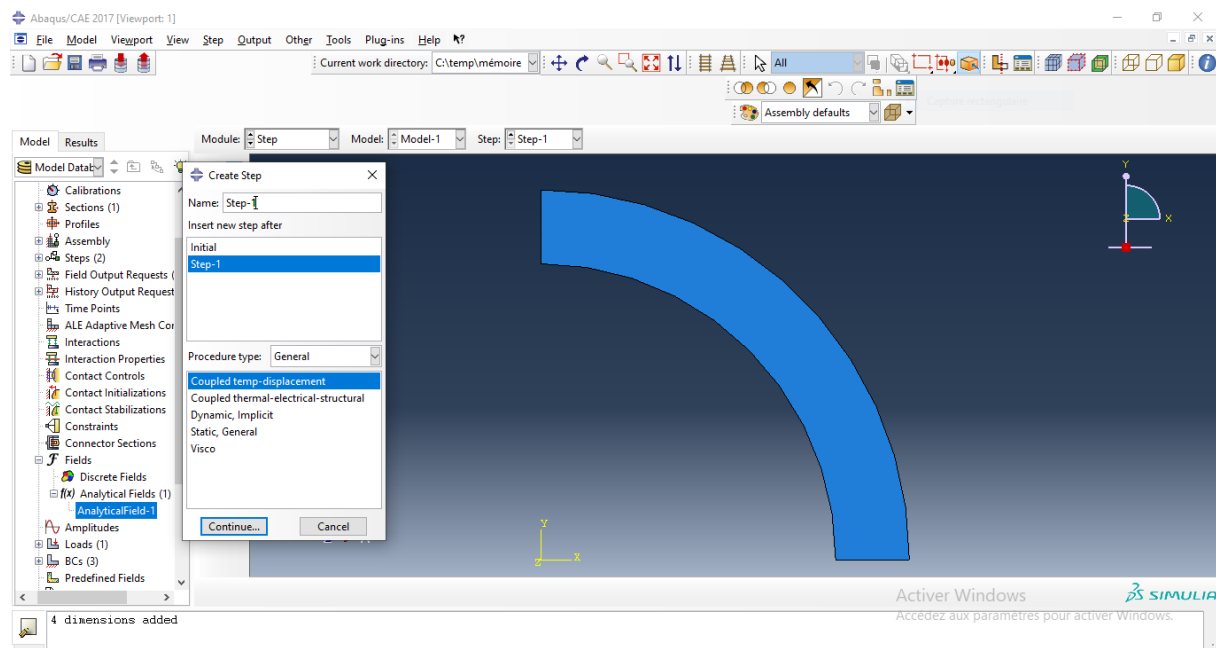 Abaqus/CAE 2017 [Viewport: 1]
File Model Viewport View Step Output Other Tools Plug-ins Help
Current work directory: C:\temp\mémoire
All
Assembly defaults
Model Results
Module: Step Model: Model-1 Step: Step-1
Model Datab
Calibrations
Sections (1)
Profiles
Assembly
Steps (2)
Field Output Requests (
History Output Request
Time Points
ALE Adaptive Mesh Con
Interactions
Interaction Properties
Contact Controls
Contact Initializations
Contact Stabilizations
Constraints
Connector Sections
Fields
Discrete Fields
f(x) Analytical Fields (1)
AnalyticalField-1
Amplitudes
Loads (1)
BCs (3)
Predefined Fields
Create Step
Name: Step-1
Insert new step after
Initial
Step-1
Procedure type: General
Coupled temp-displacement
Coupled thermal-electrical-structural
Dynamic, Implicit
Static, General
Visco
Continue... Cancel
Y
Z X
Y
Z X
Activer Windows
Accédez aux paramètres pour activer Windows.
SIMULIA
4 dimensions added